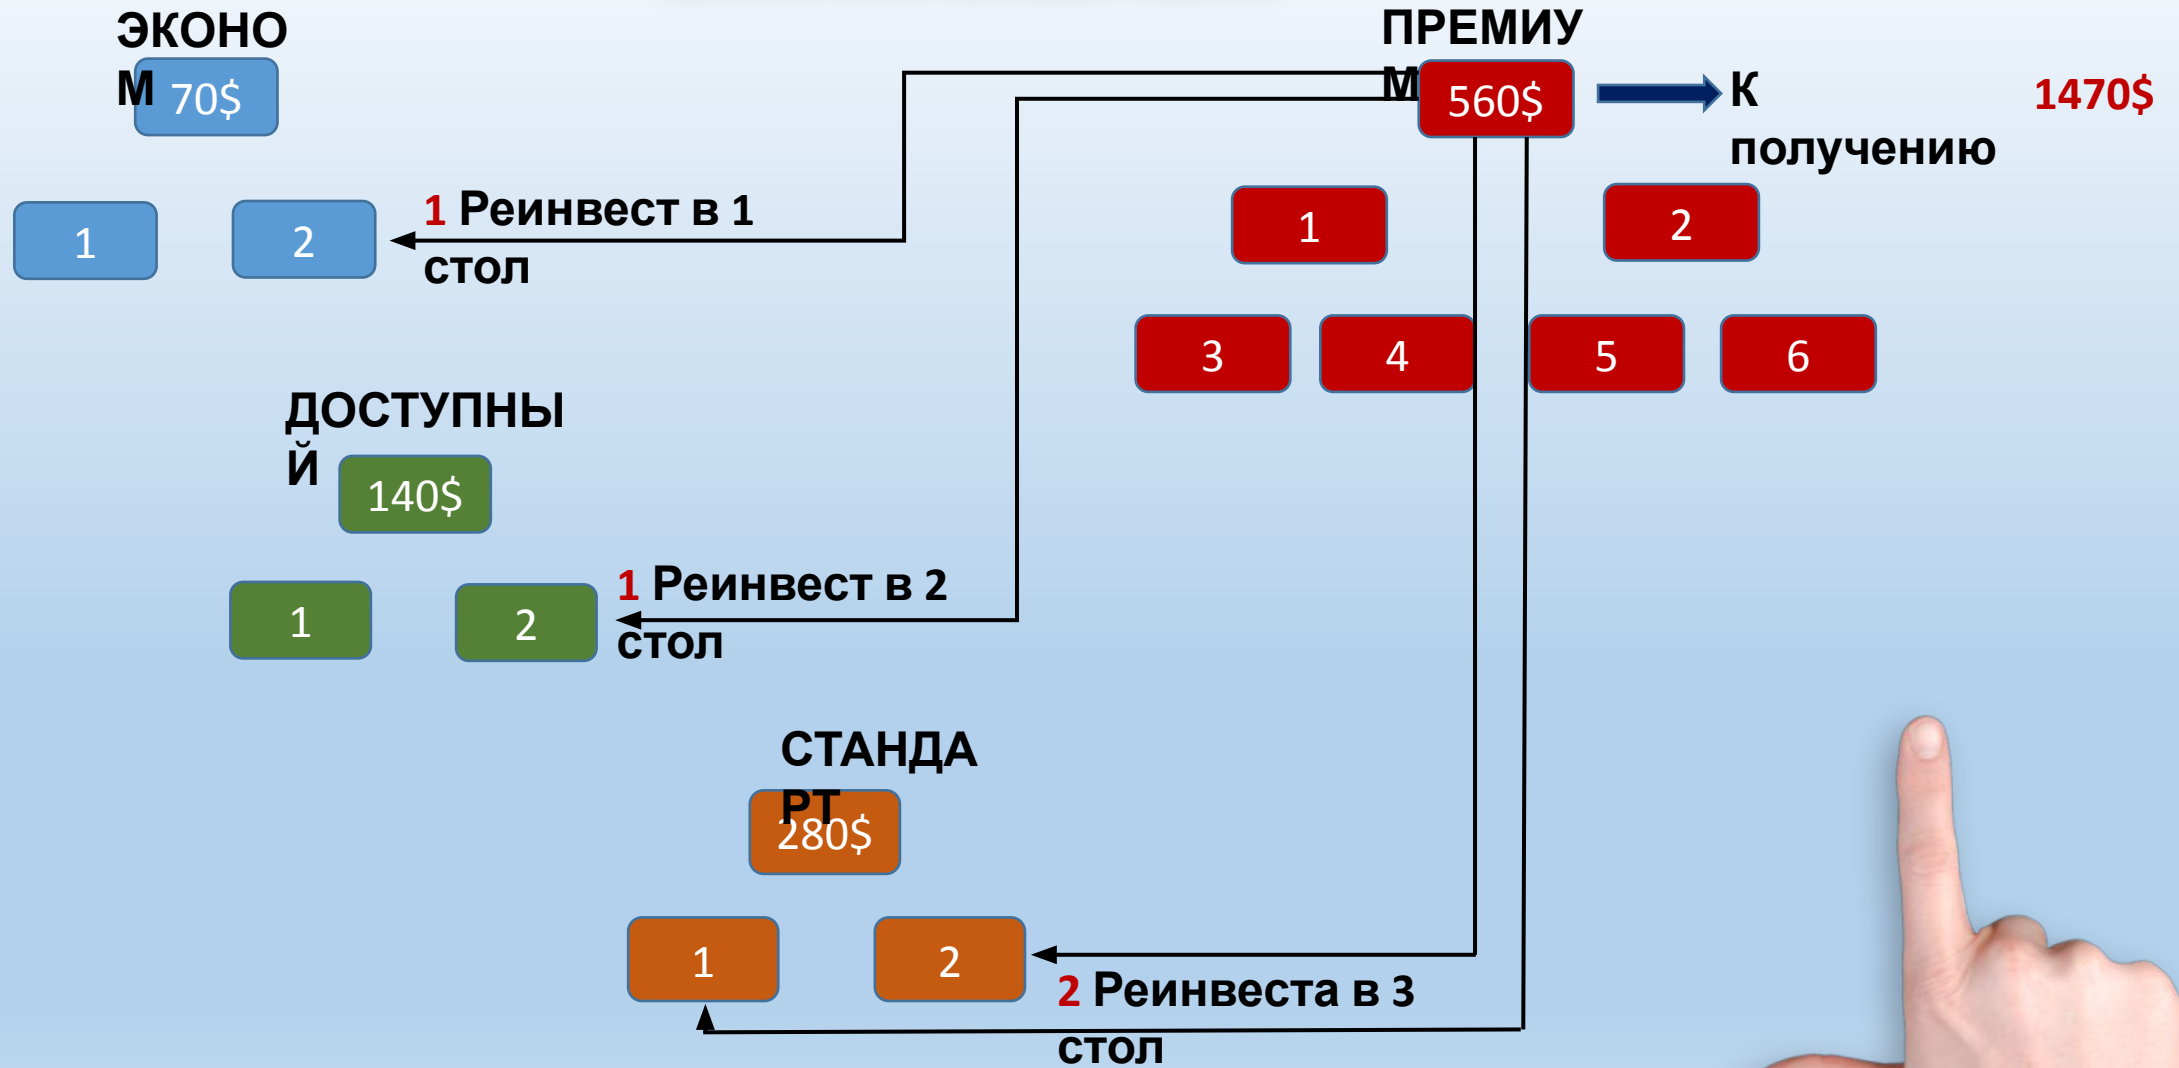 ЭКОНО
М
70$
1
2
1 Реинвест в 1
стол
ПРЕМИУ
М
560$
К
получению
1470$
1
2
3
4
5
6
ДОСТУПНЫ
Й
140$
1
2
1 Реинвест в 2
стол
СТАНДА
РТ
280$
1
2
2 Реинвеста в 3
стол